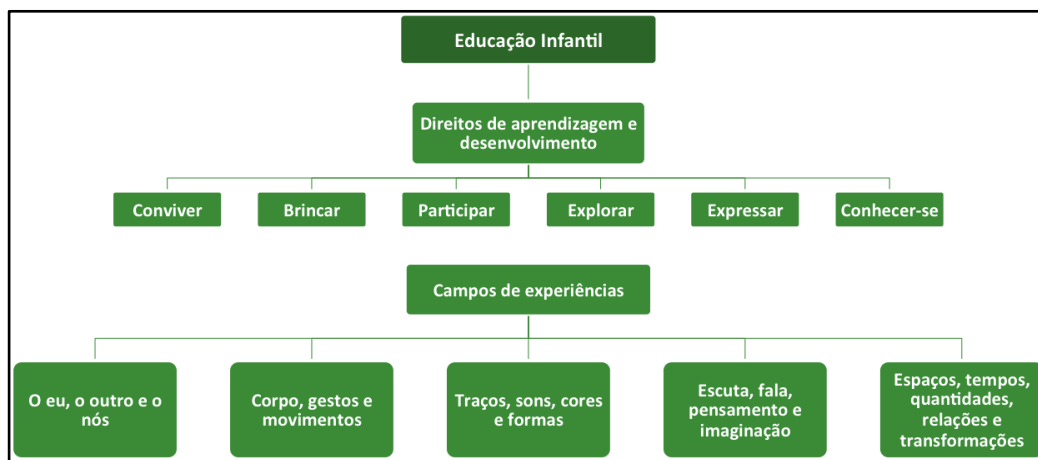 Educação Infantil
Direitos de aprendizagem e
desenvolvimento
Conviver
Brincar
Participar
Explorar
Expressar
Conhecer-se
Campos de experiências
O eu, o outro e o
nós
Corpo, gestos e
movimentos
Traços, sons, cores
e formas
Escuta, fala,
pensamento e
imaginação
Espaços, tempos,
quantidades,
relações e
transformações